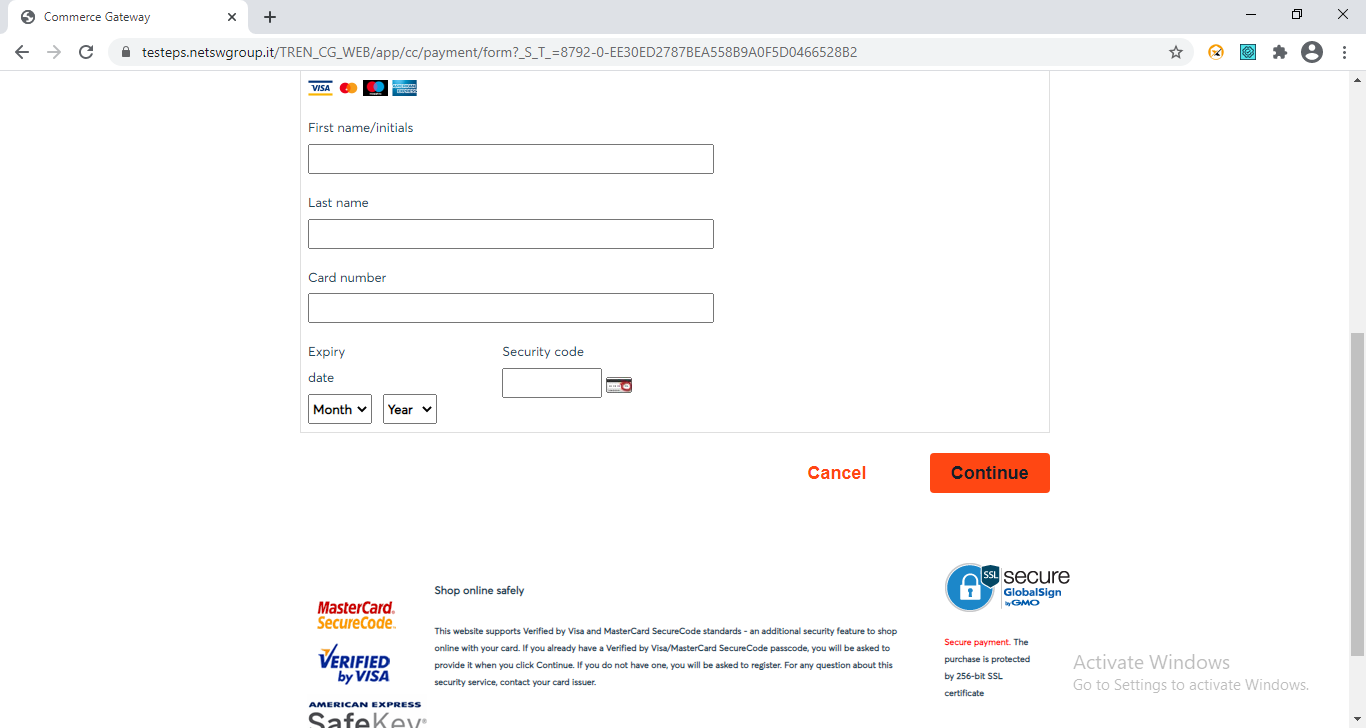 Commerce Gateway
testeps.netswgroup.it/TREN_CG_WEB/app/cc/payment/form?_S_T_=8792-0-EE30ED2787BEA558B9A0F5D0466528B2
VISA
First name/initials
Last name
Card number
Expiry
date
Security code
Month
Year
Cancel
Continue
MasterCard.
SecureCode.
VERIFIED
by VISA
AMERICAN EXPRESS
SafeKey
Shop online safely
This website supports Verified by Visa and MasterCard SecureCode standards - an additional security feature to shop
online with your card. If you already have a Verified by Visa/MasterCard SecureCode passcode, you will be asked to
provide it when you click Continue. If you do not have one, you will be asked to register. For any question about this
security service, contact your card issuer.
SSL
secure
GlobalSign
by GMO
Secure payment. The
purchase is protected
by 256-bit SSL
certificate
Activate Windows
Go to Settings to activate Windows.